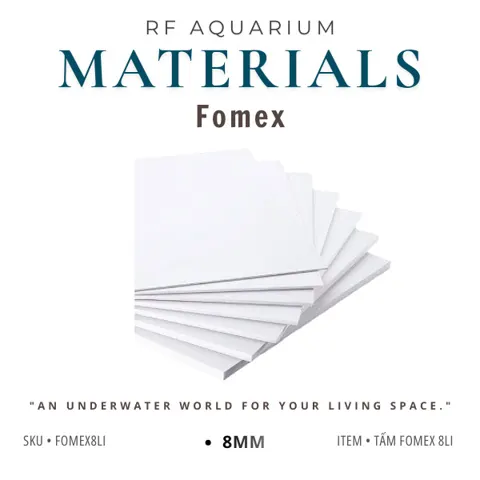 RF AQUARIUM
MATERIALS
Fomex
"AN UNDERWATER WORLD FOR YOUR LIVING SPACE."
SKU • FOMEX8LI
• 8MM
ITEM • TẤM FOMEX 8LI